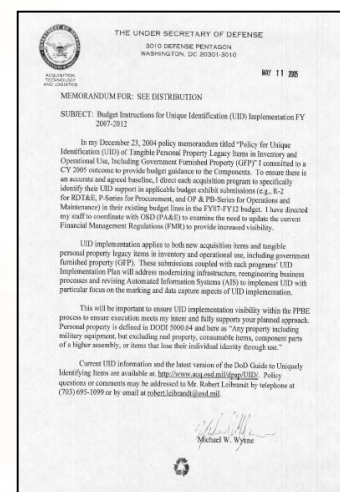 THE UNDER SECRETARY OF DEFENSE
3010 DEFENSE PENTAGON
WASHINGTON, DC 20301-3010
ACQUISITION,
TECHNOLOGY
AND LOGISTICS
MAY 11 2005
MEMORANDUM FOR: SEE DISTRIBUTION
SUBJECT: Budget Instructions for Unique Identification (UID) Implementation FY
2007-2012
In my December 23, 2004 policy memorandum titled "Policy for Unique
Identification (UID) of Tangible Personal Property Legacy Items in Inventory and
Operational Use, Including Government Furnished Property (GFP)" I committed to a
CY 2005 outcome to provide budget guidance to the Components. To ensure there is
an accurate and agreed baseline, I direct each acquisition program to specifically
identify their UID support in applicable budget exhibit submissions (e.g., R-2
for RDT&E, P-Series for Procurement, and OP & PB-Series for Operations and
Maintenance) in their existing budget lines in the FY07-FY12 budget. I have directed
my staff to coordinate with OSD (PA&E) to examine the need to update the current
Financial Management Regulations (FMR) to provide increased visibility.
UID implementation applies to both new acquisition items and tangible
personal property legacy items in inventory and operational use, including government
furnished property (GFP). These submissions coupled with each programs' UID
Implementation Plan will address modernizing infrastructure, reengineering business
processes and revising Automated Information Systems (AIS) to implement UID with
particular focus on the marking and data capture aspects of UID implementation.
This will be important to ensure UID implementation visibility within the PPBE
process to ensure execution meets my intent and fully supports your planned approach.
Personal property is defined in DODI 5000.64 and here as "Any property including
military equipment, but excluding real property, consumable items, component parts
of a higher assembly, or items that lose their individual identity through use."
Current UID information and the latest version of the DoD Guide to Uniquely
Identifying Items are available at: http://www.acq.osd.mil/dpap/UID/. Policy
questions or comments may be addressed to Mr. Robert Leibrandt by telephone at
(703) 695-1099 or by email at robert.leibrandt@osd.mil.
Michael W. Wynne